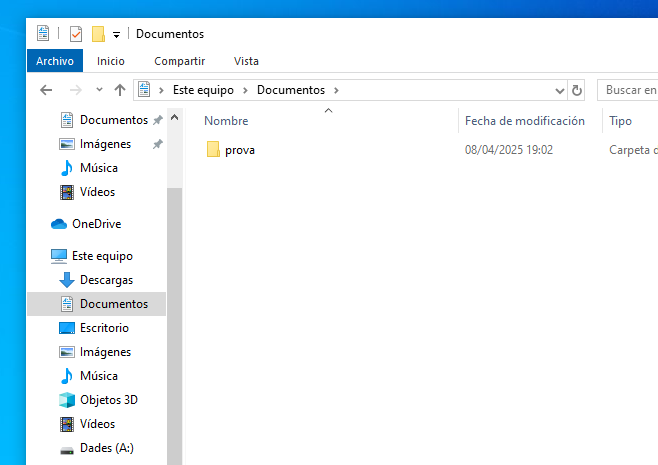 Documentos
Archivo Inicio Compartir Vista
Este equipo Documentos Buscar en
Documentos
Imágenes
Música
Vídeos
OneDrive
Este equipo
Descargas
Documentos
Escritorio
Imágenes
Música
Objetos 3D
Vídeos
Dades (A:)
Nombre Fecha de modificación Tipo
prova 08/04/2025 19:02 Carpeta d